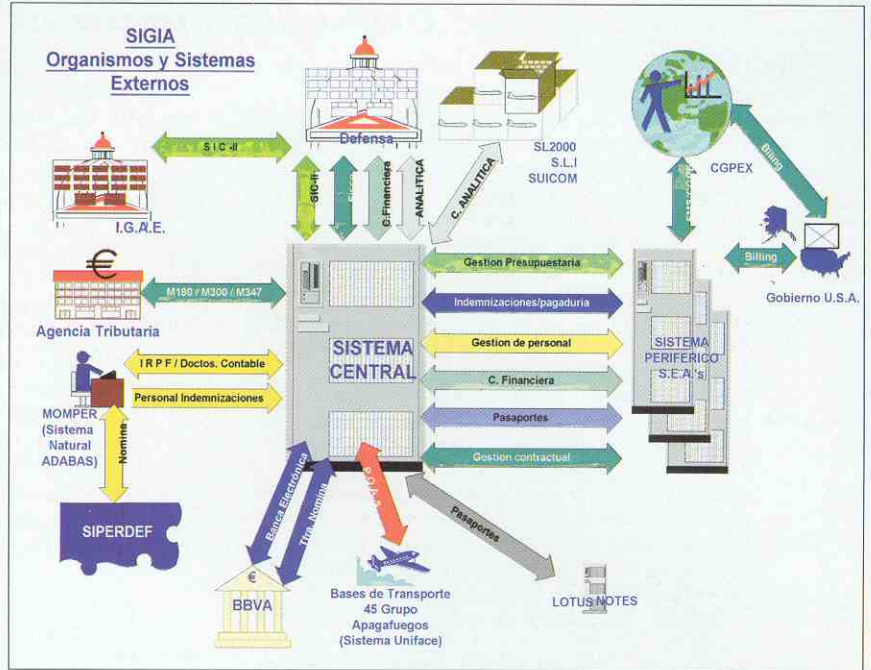 SIGIA
Organismos y Sistemas
Externos
I.G.A.E.
S I C -II
Defensa
SL2000
S.L.I
SUICOM
CGPEX
Biling
SIC-II
C.Financiera
ANALITICA
C. ANALITICA
Billing
Gobierno U.S.A.
Agencia Tributaria
M180 / M300 / M347
MOMPER
(Sistema
Natural
ADABAS)
I R P F / Doctos. Contable
Personal Indemnizaciones
Nomina
SIPERDEF
SISTEMA
CENTRAL
Gestion Presupuestaria
Indemnizaciones/pagaduria
Gestion de personal
C. Financiera
Pasaportes
Gestion contractual
SISTEMA
PERIFERICO
S.E.A.'s
Banca Electrónica
Tfra. Nomina
€
BBVA
Bases de Transporte
45 Grupo
Apagafuegos
(Sistema Uniface)
Pasaportes
LOTUS NOTES